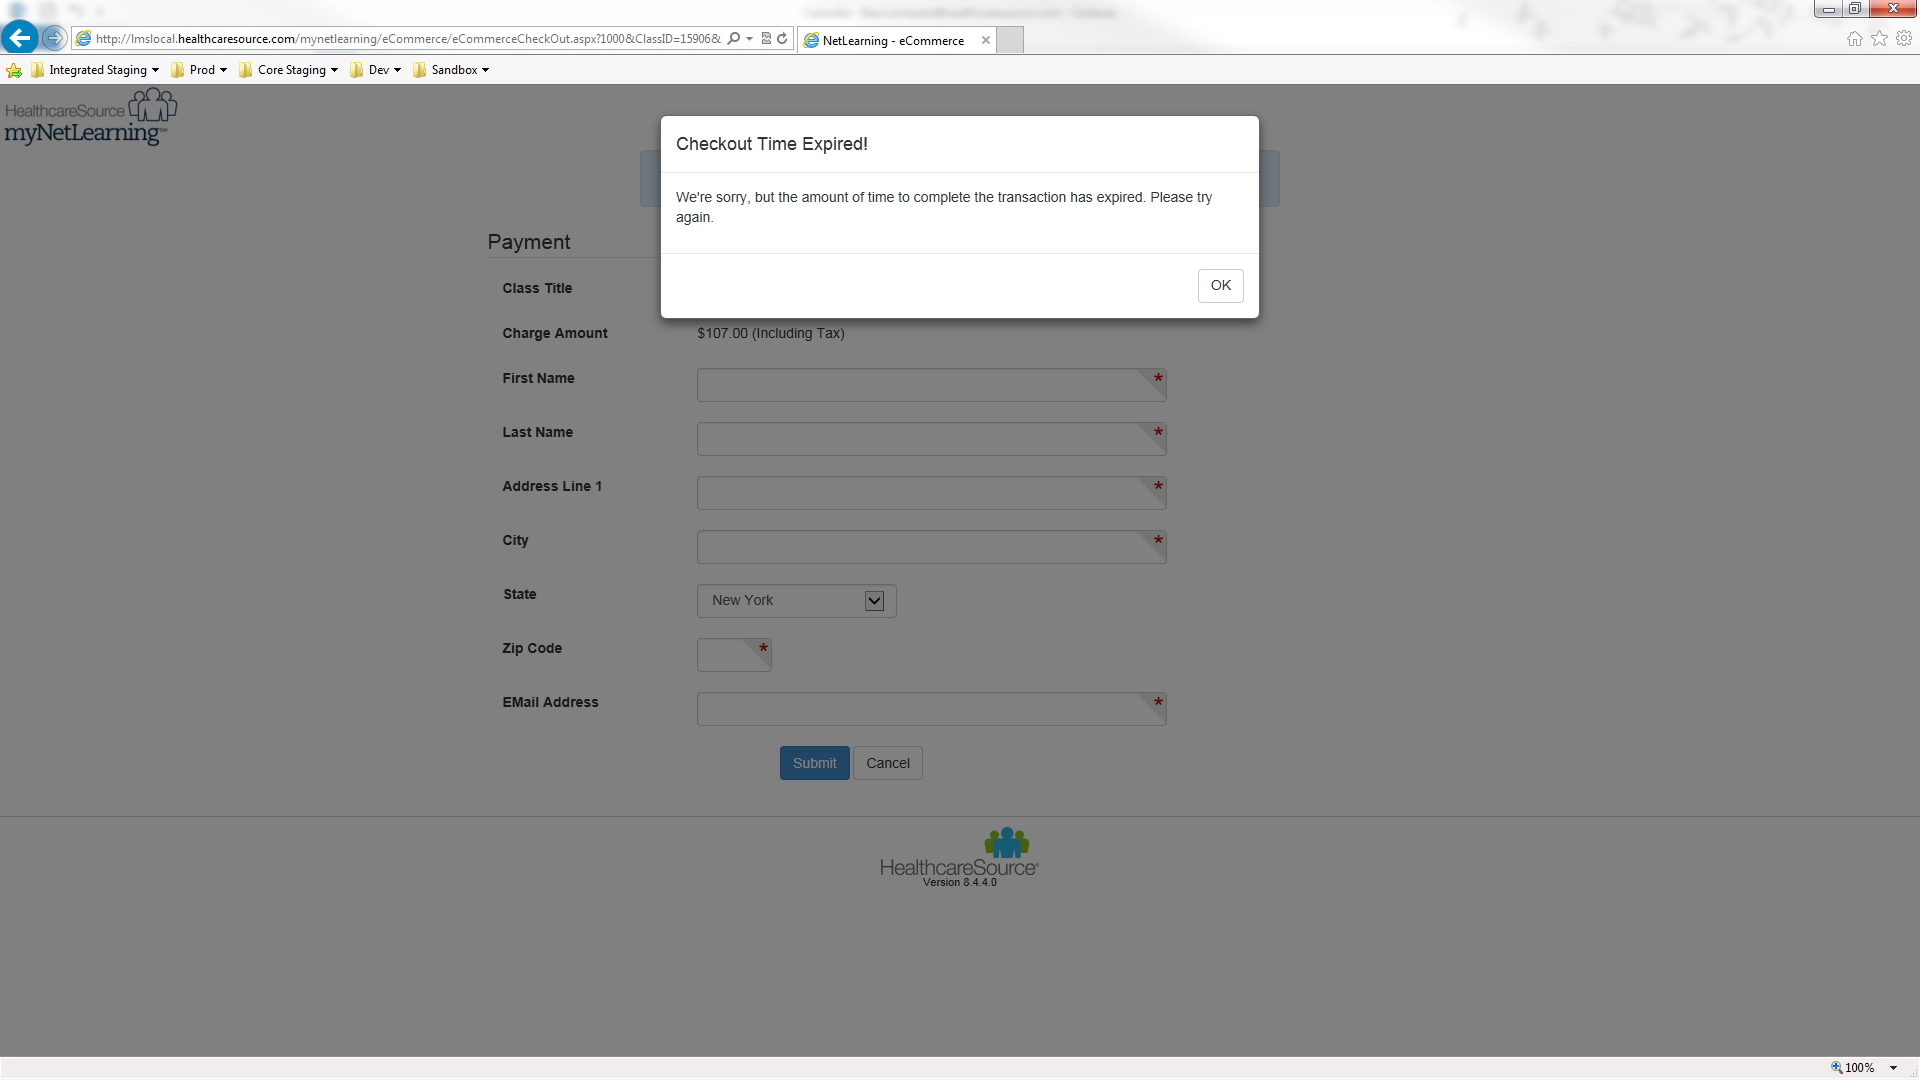 http://lmslocal.healthcaresource.com/mynetlearning/eCommerce/eCommerceCheckOut.aspx?1000&ClassID=15906&
NetLearning - eCommerce
Integrated Staging
Prod
Core Staging
Dev
Sandbox
HealthcareSource
myNetLearning™
Checkout Time Expired!
We're sorry, but the amount of time to complete the transaction has expired. Please try
again.
OK
Payment
Class Title
Charge Amount
$107.00 (Including Tax)
First Name
*
Last Name
*
Address Line 1
*
City
*
State
New York
Zip Code
*
EMail Address
*
Submit
Cancel
HealthcareSource®
Version 8.4.4.0
100%